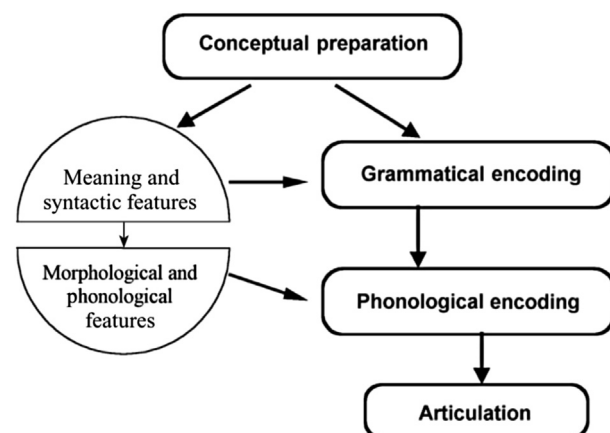 Conceptual preparation
Meaning and
syntactic features
Grammatical encoding
Morphological and
phonological
features
Phonological encoding
Articulation